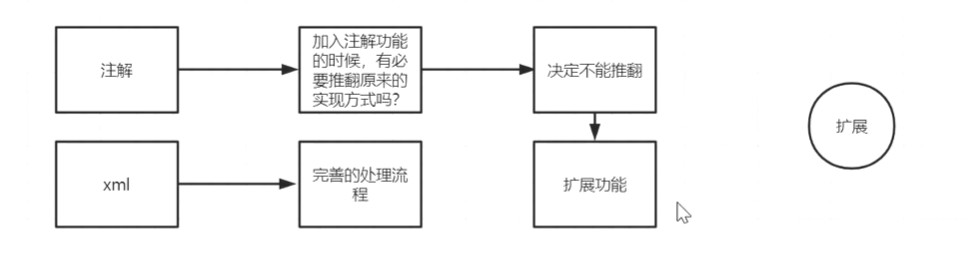 注解
加入注解功能
的时候，有必
要推翻原来的
实现方式吗？
决定不能推翻
扩展
xml
完善的处理流
程
扩展功能